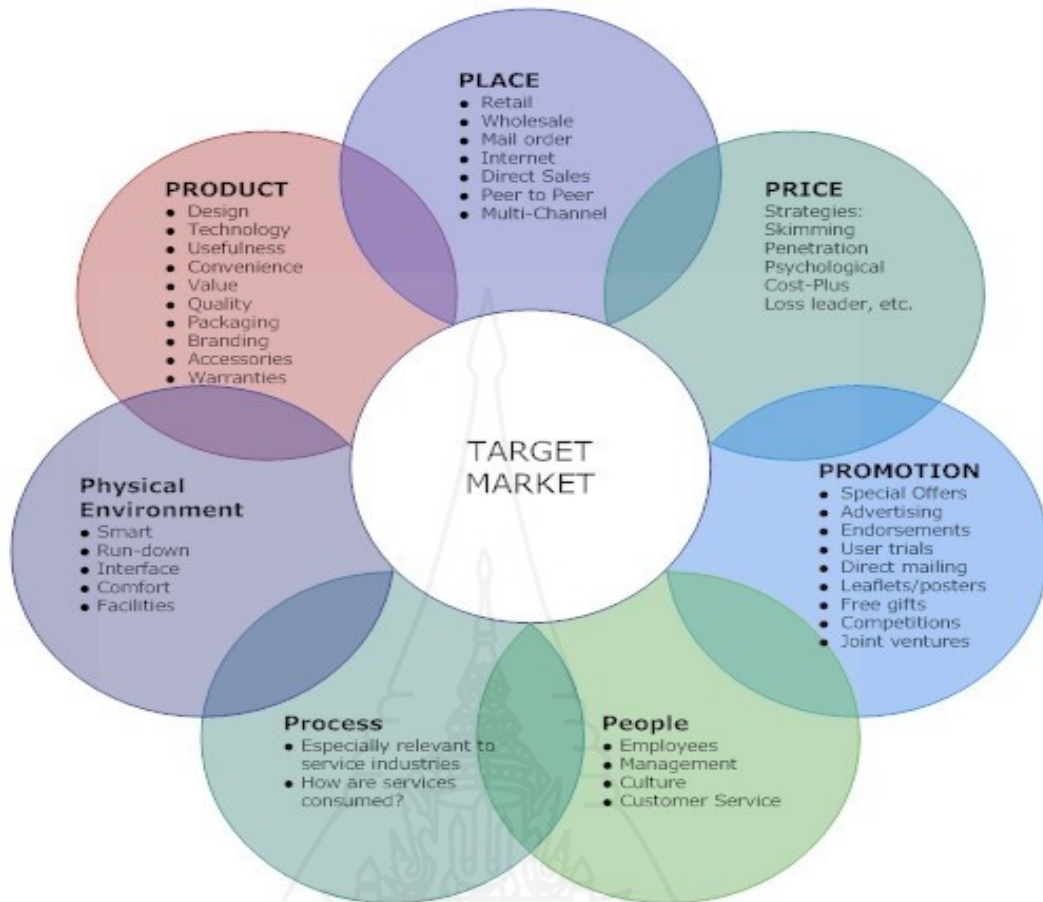 PLACE
● Retail
● Wholesale
● Mail order
● Internet
● Direct Sales
● Peer to Peer
● Multi-Channel
PRODUCT
● Design
● Technology
● Usefulness
● Convenience
● Value
● Quality
● Packaging
● Branding
● Accessories
● Warranties
PRICE
Strategies:
Skimming
Penetration
Psychological
Cost-Plus
Loss leader, etc.
TARGET
MARKET
Physical
Environment
● Smart
● Run-down
● Interface
● Comfort
● Facilities
PROMOTION
● Special Offers
● Advertising
● Endorsements
● User trials
● Direct mailing
● Leaflets/posters
● Free gifts
● Competitions
● Joint ventures
Process
● Especially relevant to
service industries
● How are services
consumed?
People
● Employees
● Management
● Culture
● Customer Service